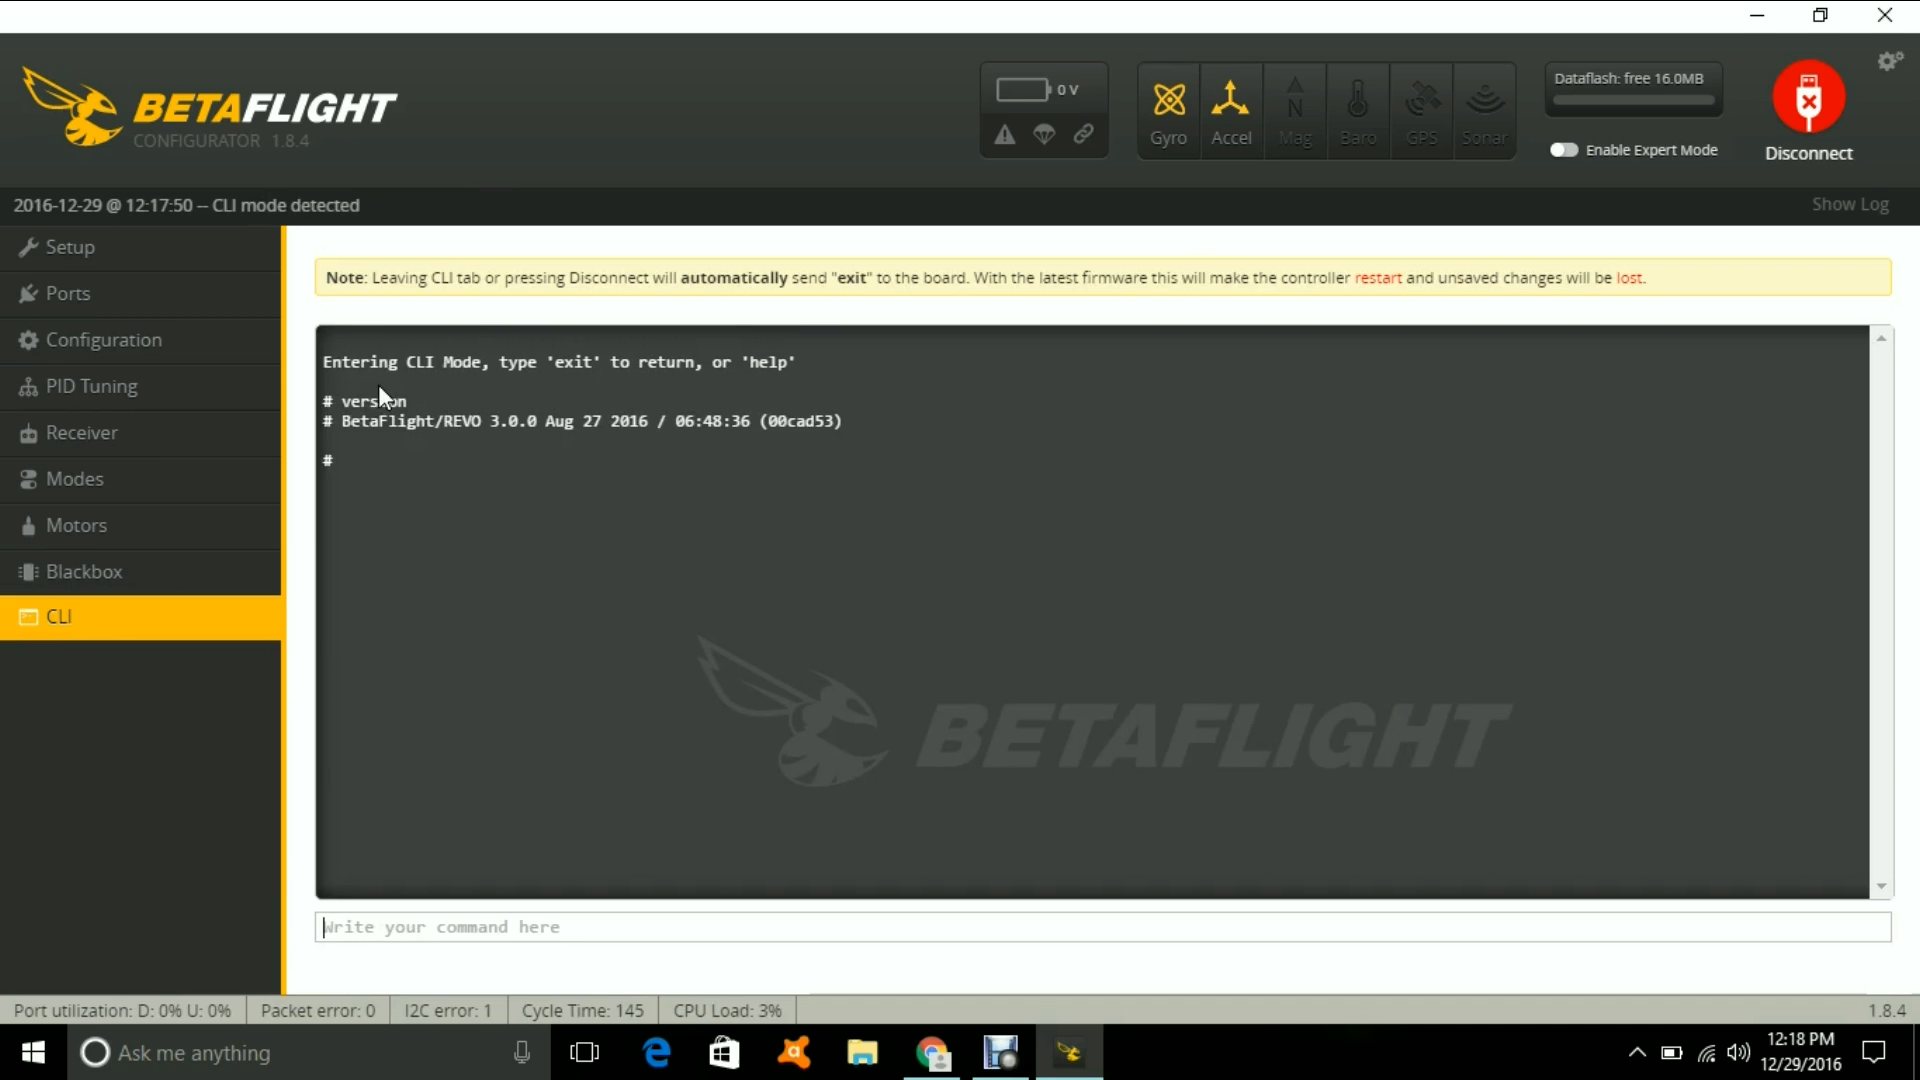 BETAFLIGHT
CONFIGURATOR 1.8.4
0 V
Gyro
Accel
Mag
Baro
GPS
Sonar
Dataflash: free 16.0MB
Enable Expert Mode
Disconnect
2016-12-29 @ 12:17:50 -- CLI mode detected
Show Log
Setup
Ports
Configuration
PID Tuning
Receiver
Modes
Motors
Blackbox
CLI
Note: Leaving CLI tab or pressing Disconnect will automatically send "exit" to the board. With the latest firmware this will make the controller restart and unsaved changes will be lost.
Entering CLI Mode, type 'exit' to return, or 'help'
# version
# BetaFlight/REVO 3.0.0 Aug 27 2016 / 06:48:36 (00cad53)
#
BETAFLIGHT
Write your command here
Port utilization: D: 0% U: 0%
Packet error: 0
I2C error: 1
Cycle Time: 145
CPU Load: 3%
1.8.4
Ask me anything
12:18 PM
12/29/2016